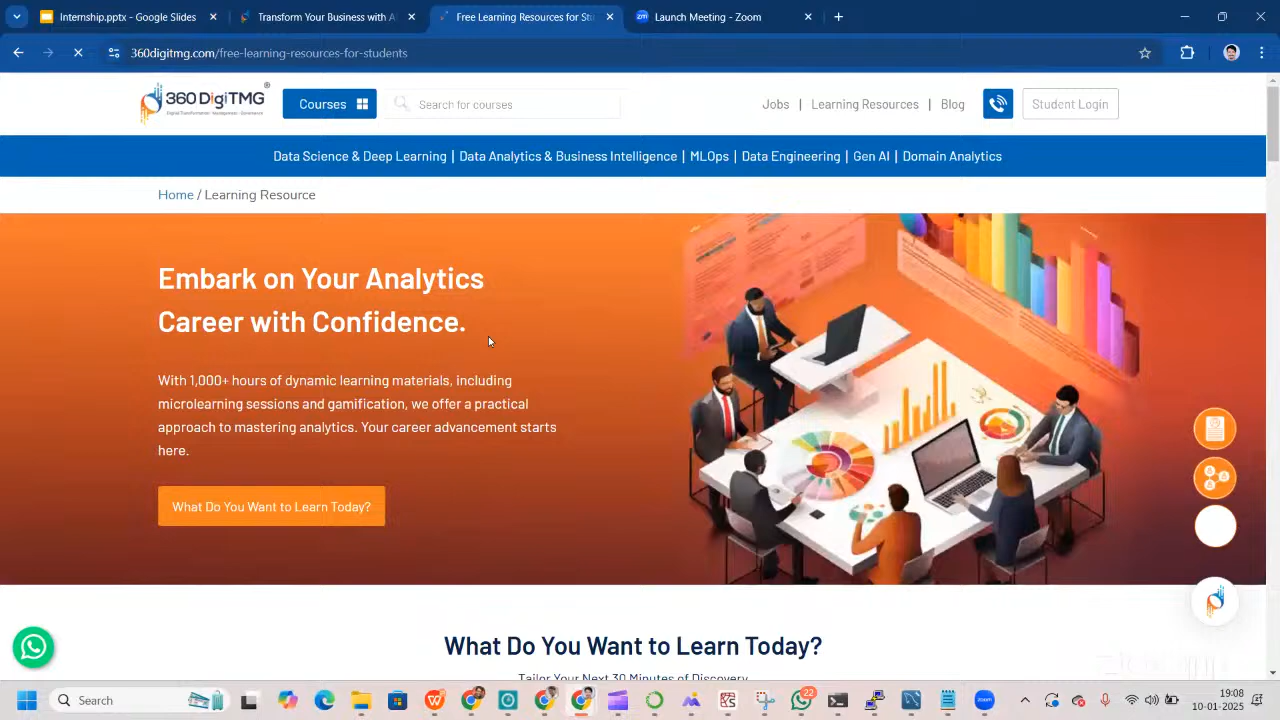 Internship.pptx - Google Slides
Transform Your Business with A
Free Learning Resources for Stu
Launch Meeting - Zoom
360digitmg.com/free-learning-resources-for-students
360DigiTMG
Courses
Search for courses
Jobs | Learning Resources | Blog
Student Login
Data Science & Deep Learning | Data Analytics & Business Intelligence | MLOps | Data Engineering | Gen AI | Domain Analytics
Home / Learning Resource
Embark on Your Analytics
Career with Confidence.
With 1,000+ hours of dynamic learning materials, including
microlearning sessions and gamification, we offer a practical
approach to mastering analytics. Your career advancement starts
here.
What Do You Want to Learn Today?
What Do You Want to Learn Today?
Tailor Your Next 30 Minutes of Discovery
Search
22
19:08
10-01-2025